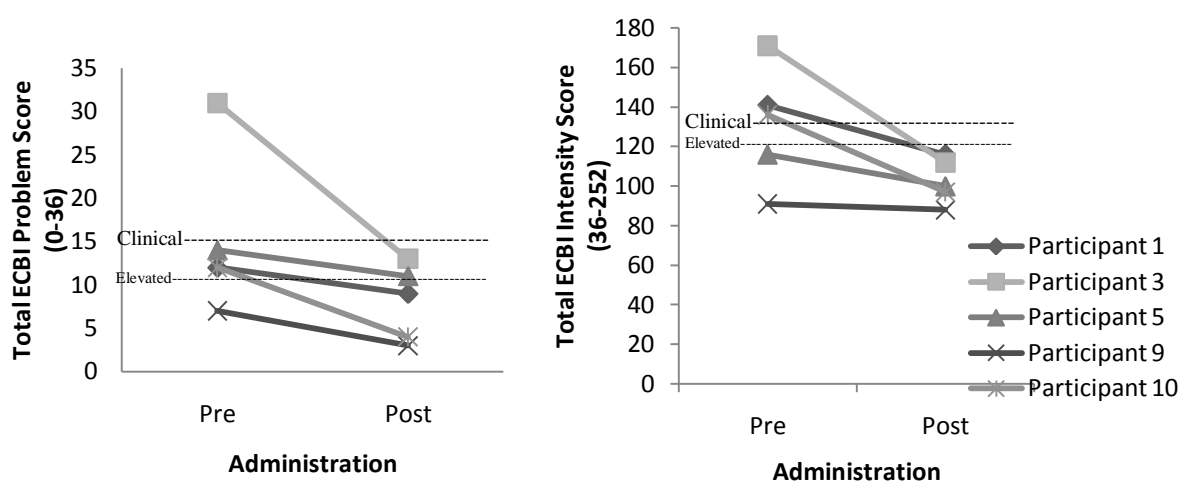 Total ECBI Problem Score
(0-36)
35
30
25
20
15
10
5
0
Clinical
Elevated
Pre
Post
Administration
Total ECBI Intensity Score
(36-252)
180
160
140
120
100
80
60
40
20
0
Clinical
Elevated
Pre
Post
Administration
Participant 1
Participant 3
Participant 5
Participant 9
Participant 10